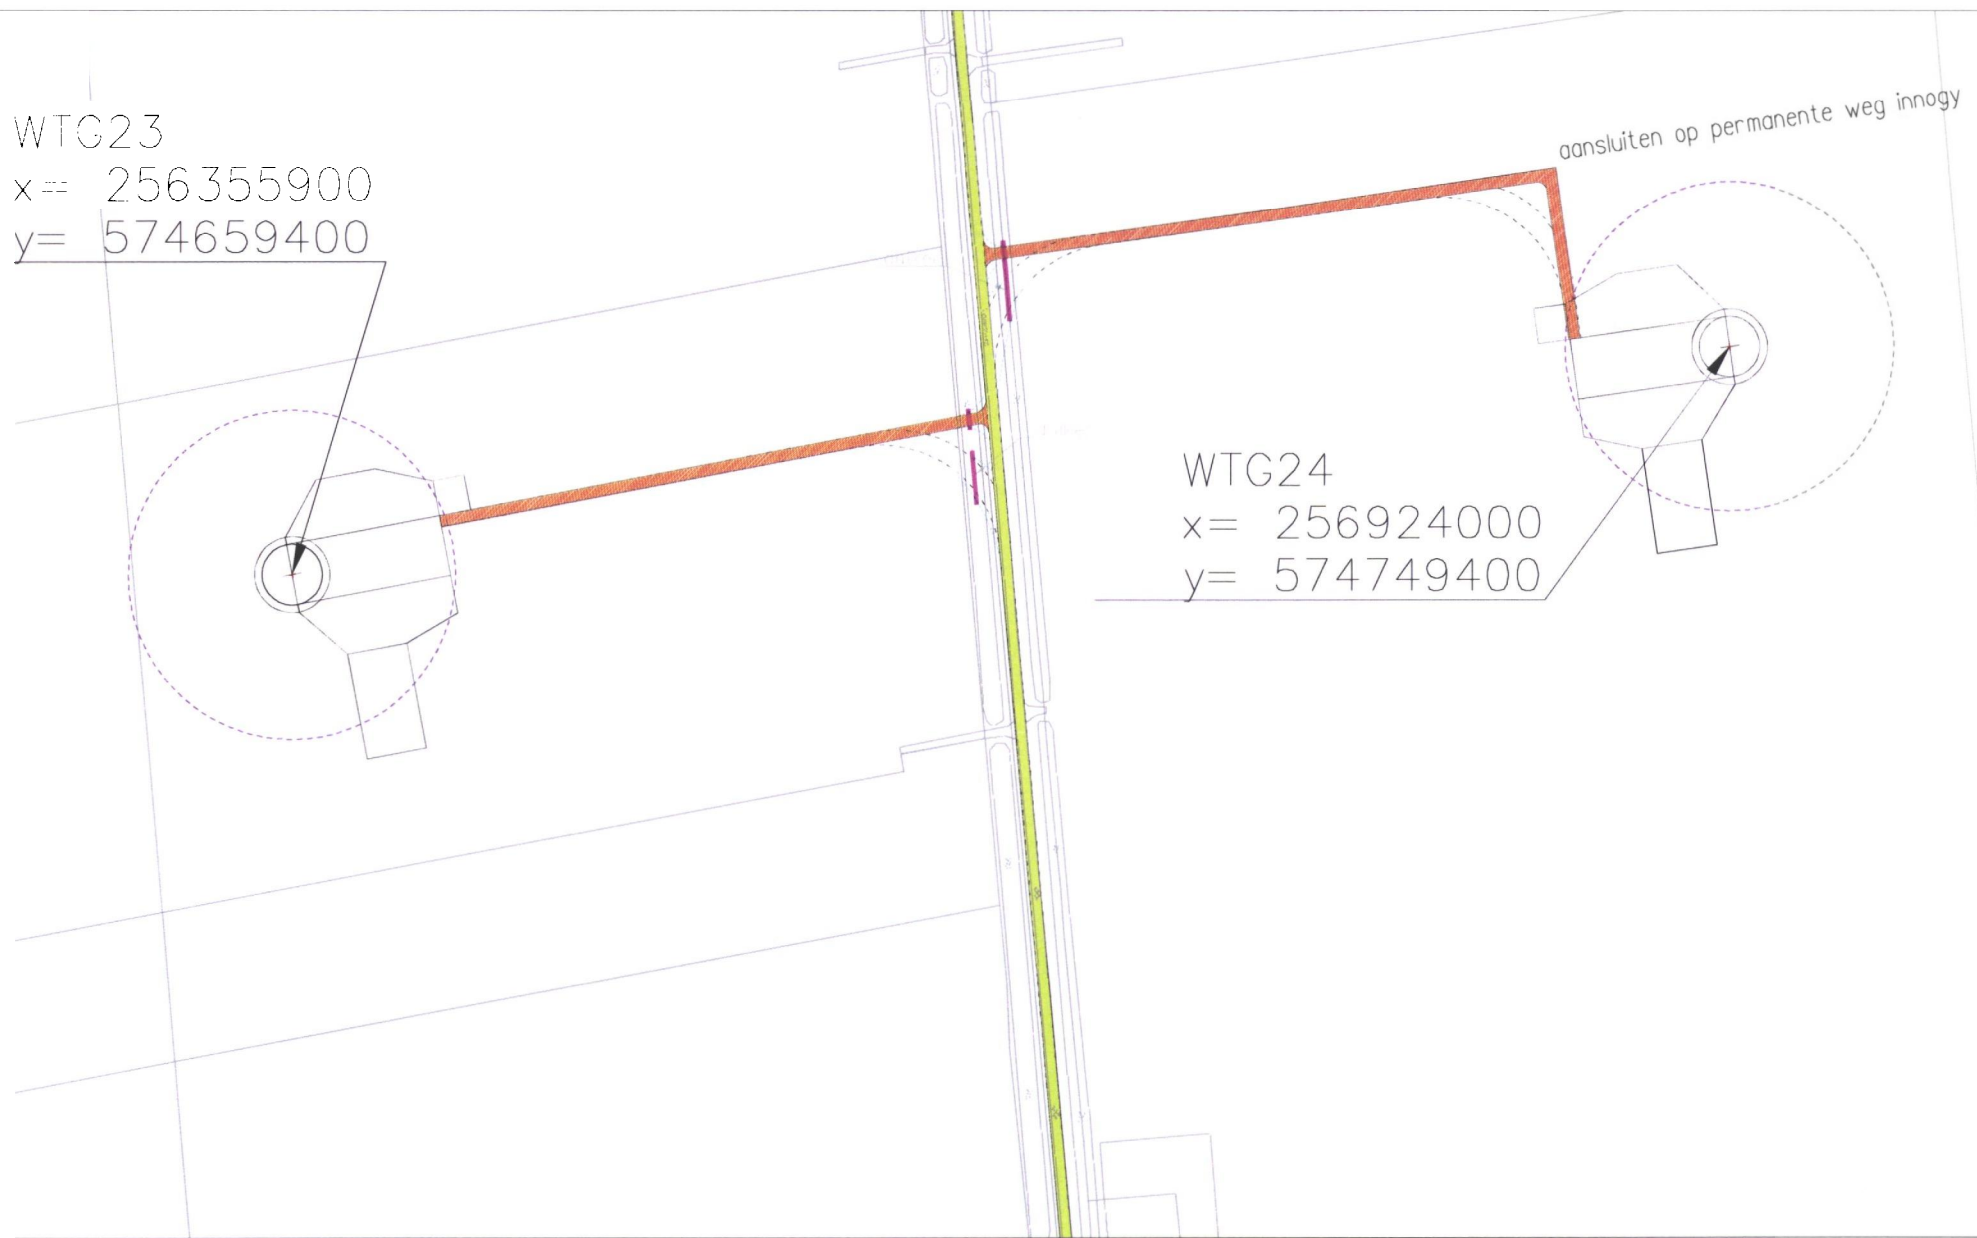 WTG23
x= 256355900
y= 574659400
aansluiten op permanente weg innogy
WTG24
x= 256924000
y= 574749400